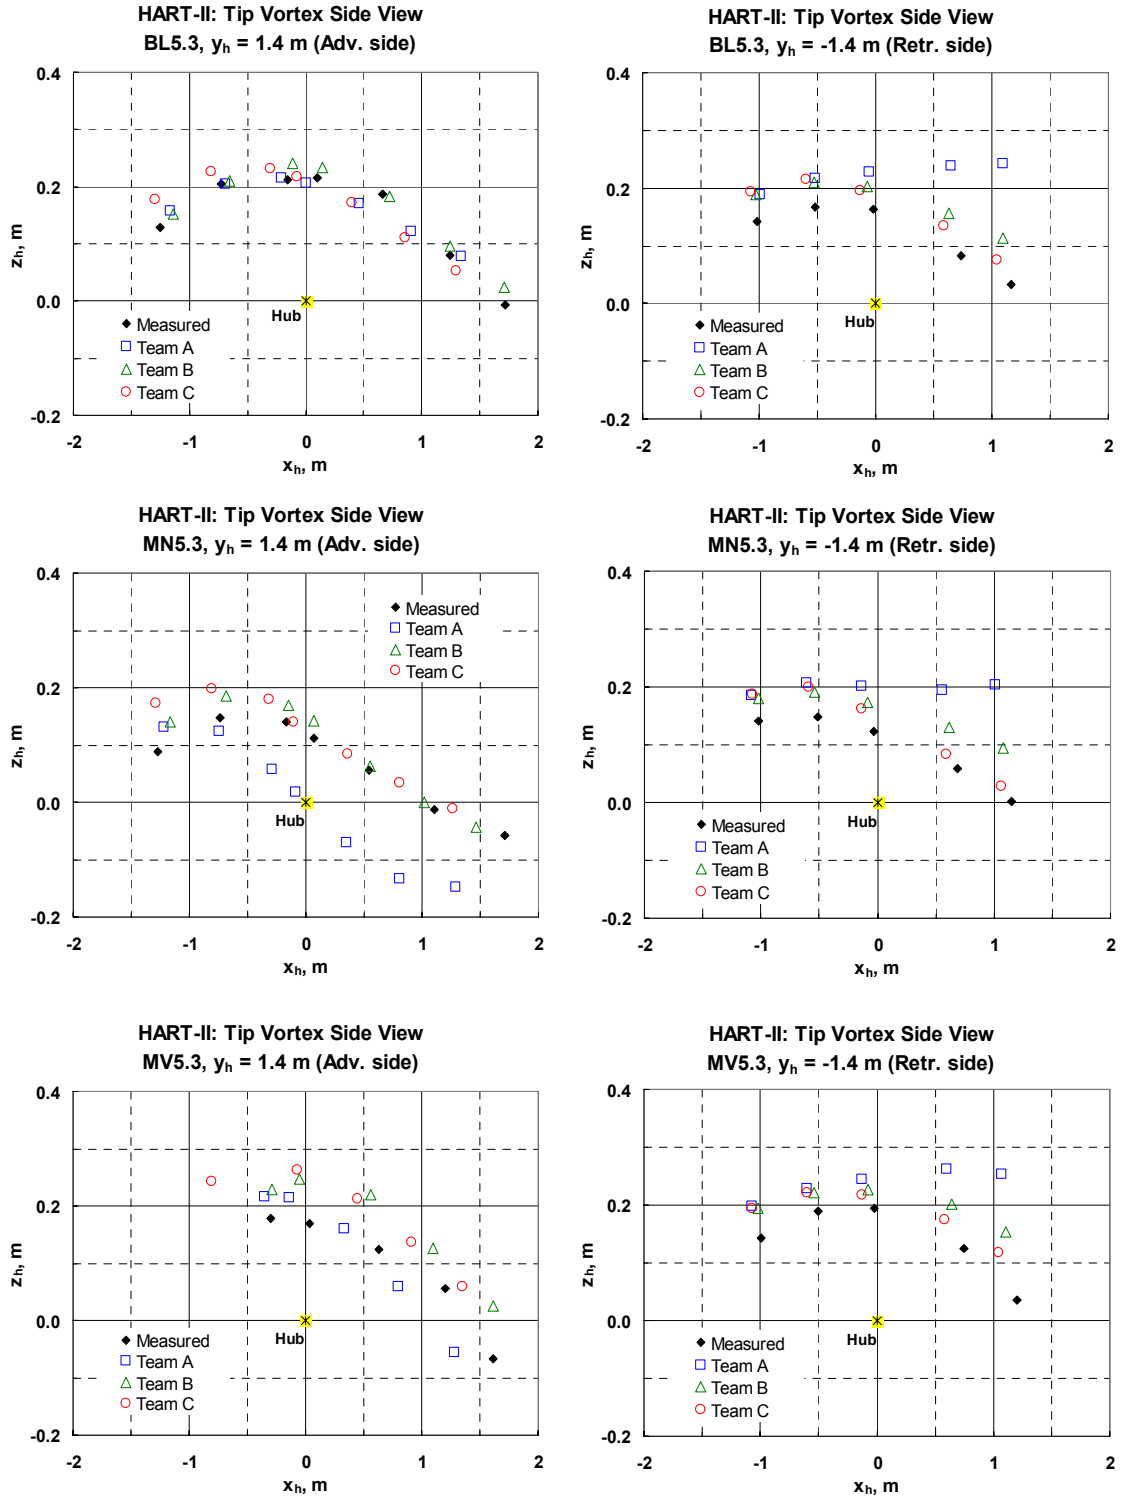 HART-II: Tip Vortex Side View
BL5.3, yh = 1.4 m (Adv. side)
0.4
0.2
0.0
-0.2
zh, m
Hub
Measured
Team A
Team B
Team C
-2 -1 0 1 2
xh, m
HART-II: Tip Vortex Side View
BL5.3, yh = -1.4 m (Retr. side)
0.4
0.2
0.0
-0.2
zh, m
Hub
Measured
Team A
Team B
Team C
-2 -1 0 1 2
xh, m
HART-II: Tip Vortex Side View
MN5.3, yh = 1.4 m (Adv. side)
0.4
0.2
0.0
-0.2
zh, m
Measured
Team A
Team B
Team C
Hub
-2 -1 0 1 2
xh, m
HART-II: Tip Vortex Side View
MN5.3, yh = -1.4 m (Retr. side)
0.4
0.2
0.0
-0.2
zh, m
Hub
Measured
Team A
Team B
Team C
-2 -1 0 1 2
xh, m
HART-II: Tip Vortex Side View
MV5.3, yh = 1.4 m (Adv. side)
0.4
0.2
0.0
-0.2
zh, m
Hub
Measured
Team A
Team B
Team C
-2 -1 0 1 2
xh, m
HART-II: Tip Vortex Side View
MV5.3, yh = -1.4 m (Retr. side)
0.4
0.2
0.0
-0.2
zh, m
Hub
Measured
Team A
Team B
Team C
-2 -1 0 1 2
xh, m